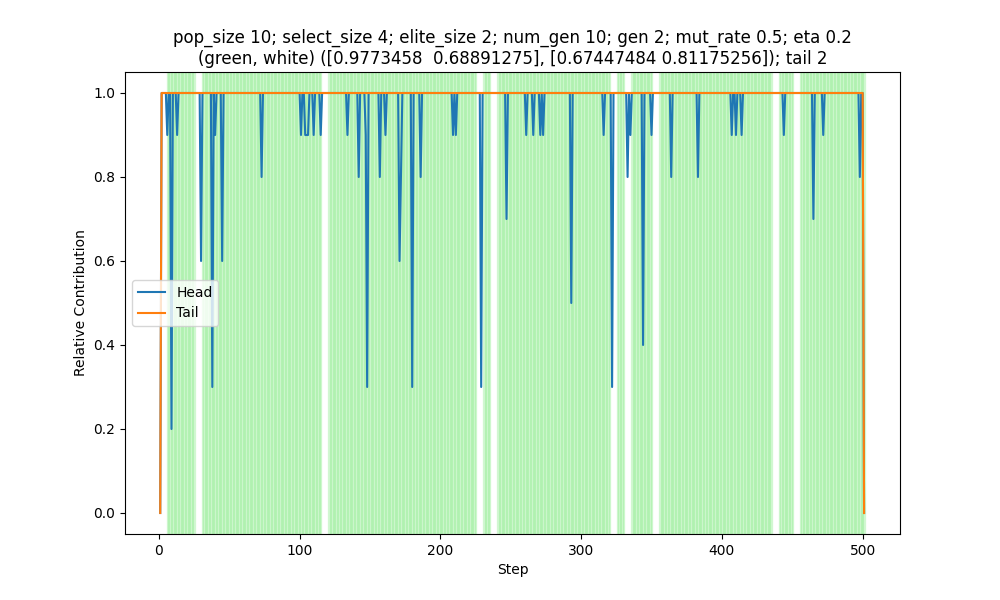 pop_size 10; select_size 4; elite_size 2; num_gen 10; gen 2; mut_rate 0.5; eta 0.2
(green, white) ([0.9773458  0.68891275], [0.67447484 0.81175256]); tail 2
Relative Contribution
1.0
0.8
0.6
0.4
0.2
0.0
Head
Tail
0 100 200 300 400 500
Step